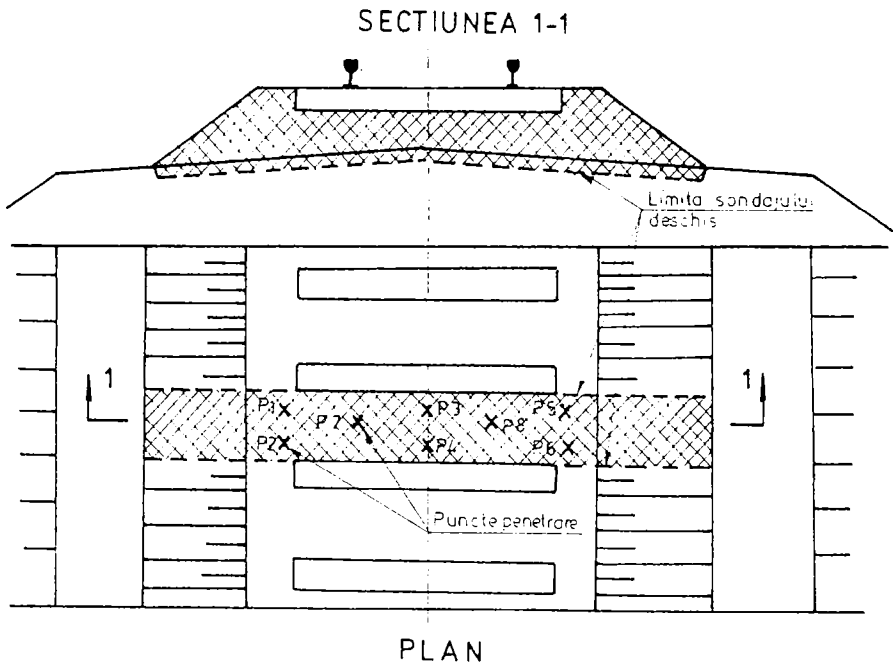 SECTIUNEA 1-1
Limita sondajului
deschis
1
1
P1
P3
P5
P7
P8
P2
P4
P6
Puncte penetrare
PLAN